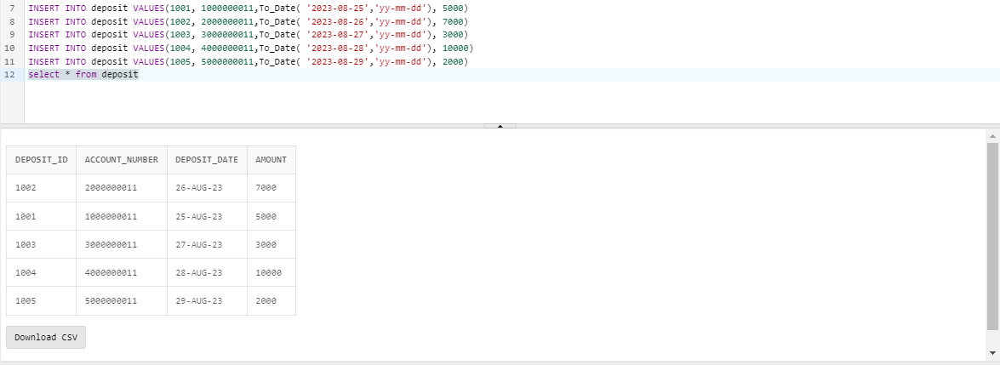 7 INSERT INTO deposit VALUES(1001, 1000000011,To_Date( '2023-08-25','yy-mm-dd'), 5000)
8 INSERT INTO deposit VALUES(1002, 2000000011,To_Date( '2023-08-26','yy-mm-dd'), 7000)
9 INSERT INTO deposit VALUES(1003, 3000000011,To_Date( '2023-08-27','yy-mm-dd'), 3000)
10 INSERT INTO deposit VALUES(1004, 4000000011,To_Date( '2023-08-28','yy-mm-dd'), 10000)
11 INSERT INTO deposit VALUES(1005, 5000000011,To_Date( '2023-08-29','yy-mm-dd'), 2000)
12 select * from deposit
DEPOSIT_ID ACCOUNT_NUMBER DEPOSIT_DATE AMOUNT
1002 2000000011 26-AUG-23 7000
1001 1000000011 25-AUG-23 5000
1003 3000000011 27-AUG-23 3000
1004 4000000011 28-AUG-23 10000
1005 5000000011 29-AUG-23 2000
Download CSV